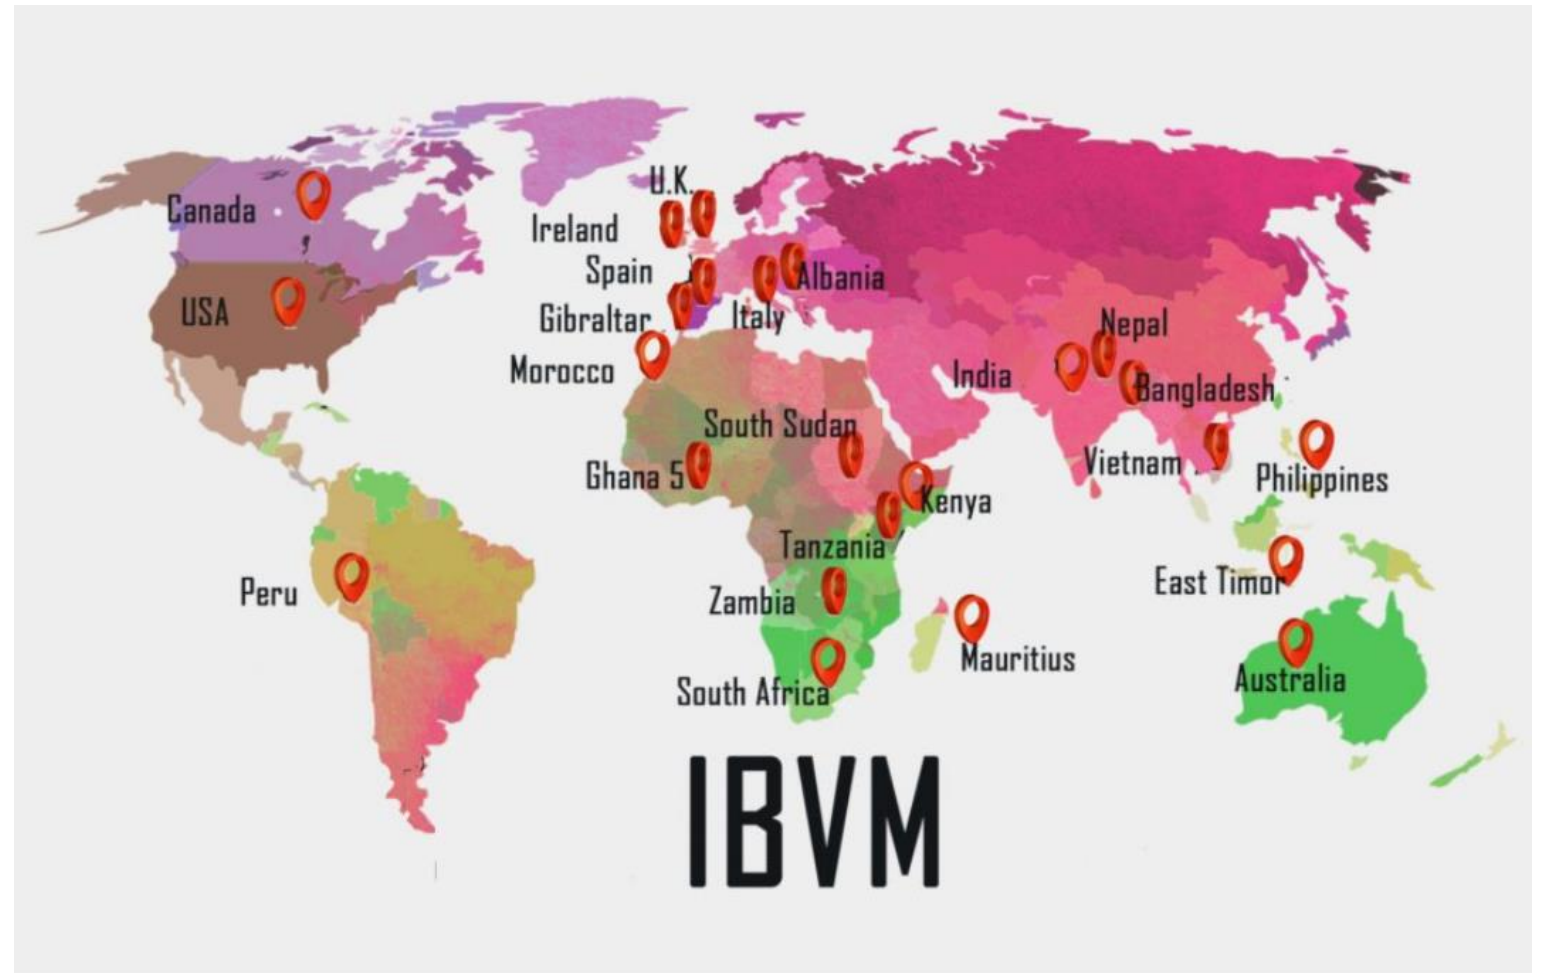 Canada
USA
Peru
U.K.
Ireland
Spain
Gibraltar
Morocco
Albania
Italy
South Sudan
Ghana 5
Kenya
Tanzania
Zambia
Mauritius
South Africa
Nepal
India
Bangladesh
Vietnam
Philippines
East Timor
Australia
IBVM